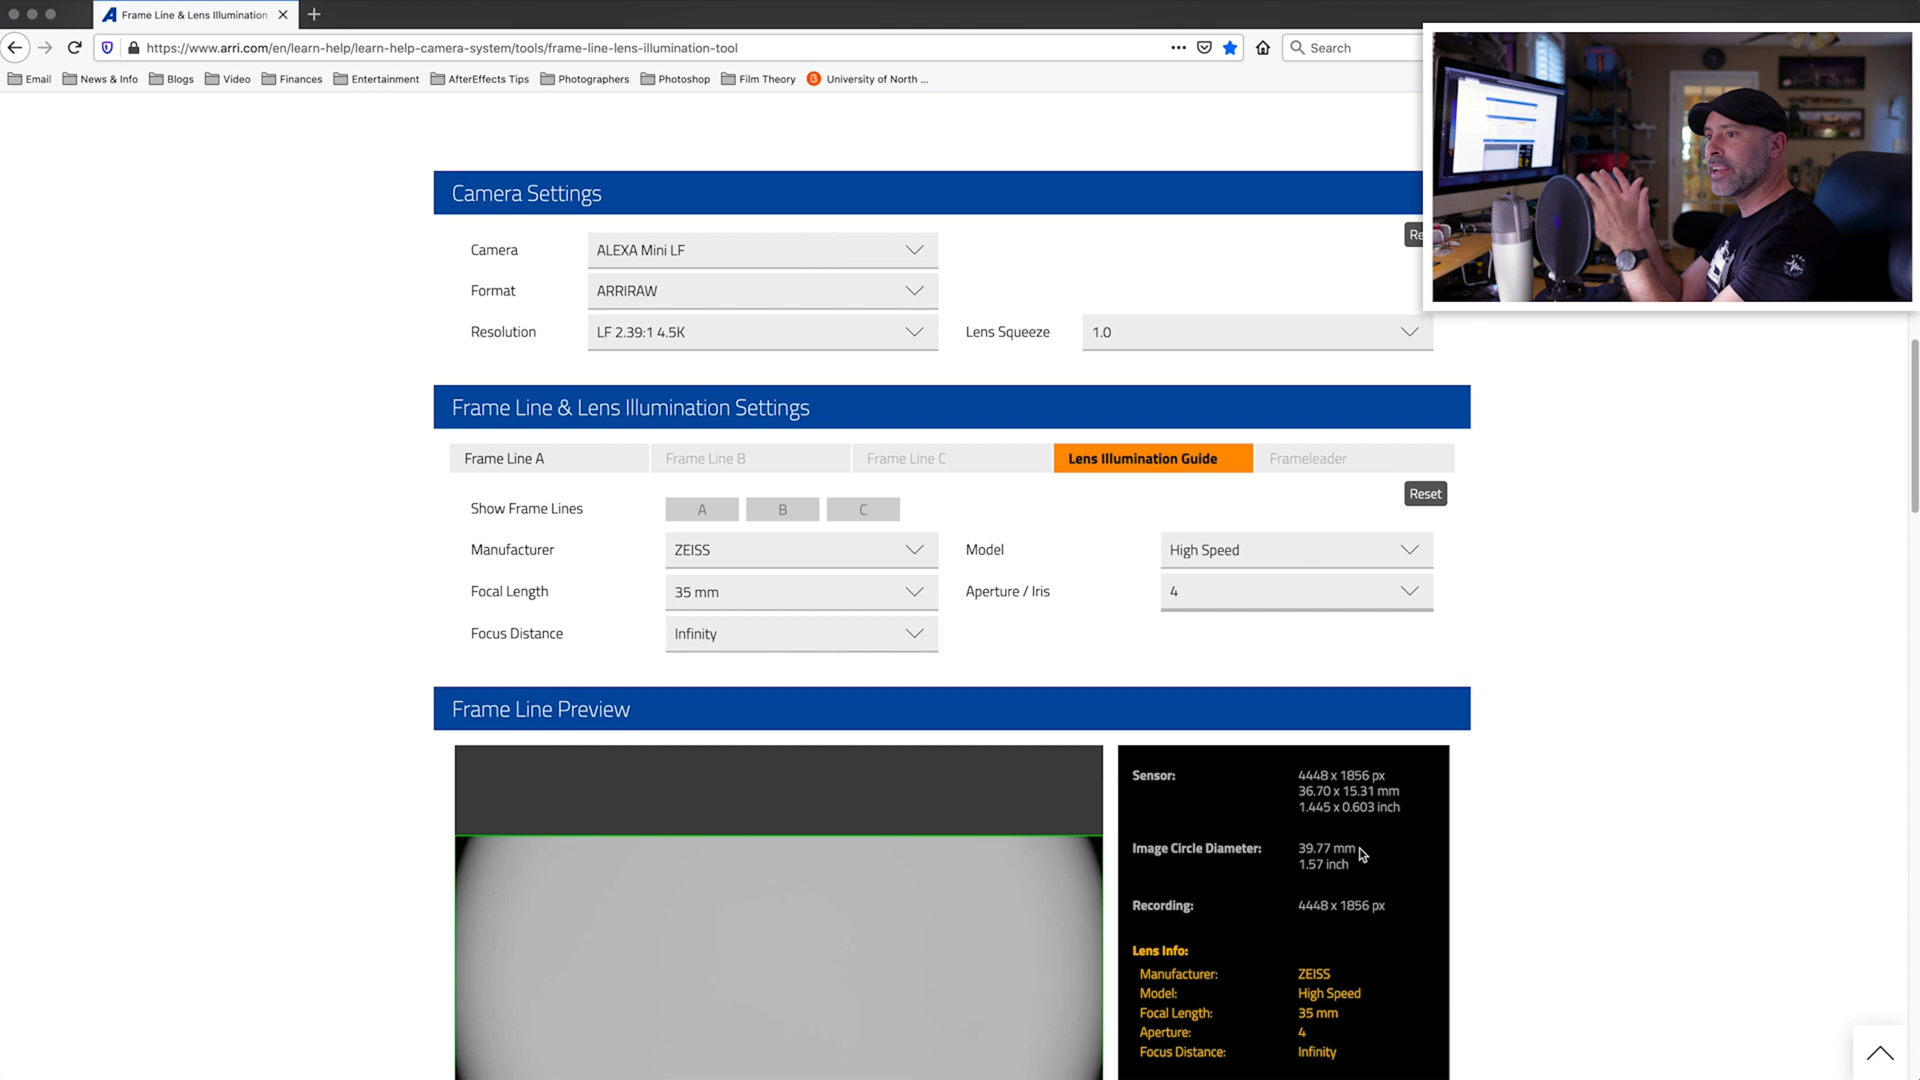 Frame Line & Lens Illumination
https://www.arri.com/en/learn-help/learn-help-camera-system/tools/frame-line-lens-illumination-tool
Search
Email
News & Info
Blogs
Video
Finances
Entertainment
AfterEffects Tips
Photographers
Photoshop
Film Theory
University of North ...
Camera Settings
Re
Camera
ALEXA Mini LF
Format
ARRIRAW
Resolution
LF 2.39:1 4.5K
Lens Squeeze
1.0
Frame Line & Lens Illumination Settings
Frame Line A
Frame Line B
Frame Line C
Lens Illumination Guide
Frameleader
Reset
Show Frame Lines
A
B
C
Manufacturer
ZEISS
Model
High Speed
Focal Length
35 mm
Aperture / Iris
4
Focus Distance
Infinity
Frame Line Preview
Sensor:
4448 x 1856 px
36.70 x 15.31 mm
1.445 x 0.603 inch
Image Circle Diameter:
39.77 mm
1.57 inch
Recording:
4448 x 1856 px
Lens Info:
Manufacturer:
ZEISS
Model:
High Speed
Focal Length:
35 mm
Aperture:
4
Focus Distance:
Infinity